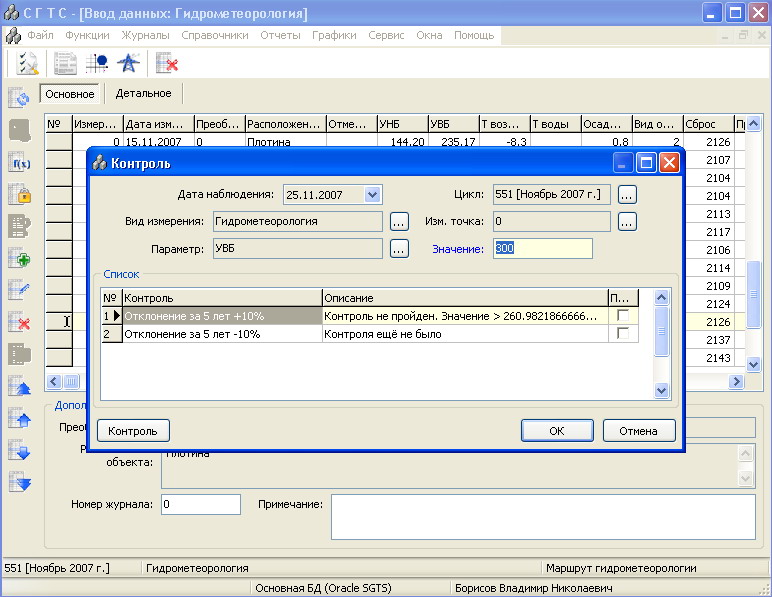 С Г Т С - [Ввод данных: Гидрометеорология]
Файл Функции Журналы Справочники Отчеты Графики Сервис Окна Помощь
Основное Детальное
№ Измер... Дата изм... Преоб... Расположен... Отме... УНБ УВБ Т воз... Т воды Осад... Вид о... Сброс
0 15.11.2007 0 Плотина 144.20 235.17 -8.3 0.8 2 2126
2107
2104
2104
2113
2117
2106
2114
2109
2124
2126
2137
2143
f(x)
Контроль
Дата наблюдения: 25.11.2007 Цикл: 551 [Ноябрь 2007 г.] ...
Вид измерения: Гидрометеорология ... Изм. точка: 0 ...
Параметр: УВБ ... Значение: 300
Список
№ Контроль Описание П...
1 Отклонение за 5 лет +10% Контроль не пройден. Значение > 260.9821866666...
2 Отклонение за 5 лет -10% Контроля ещё не было
Контроль ОК Отмена
объекта: Плотина
Номер журнала: 0 Примечание:
551 [Ноябрь 2007 г.] Гидрометеорология Маршрут гидрометеорологии
Основная БД (Oracle SGTS) Борисов Владимир Николаевич